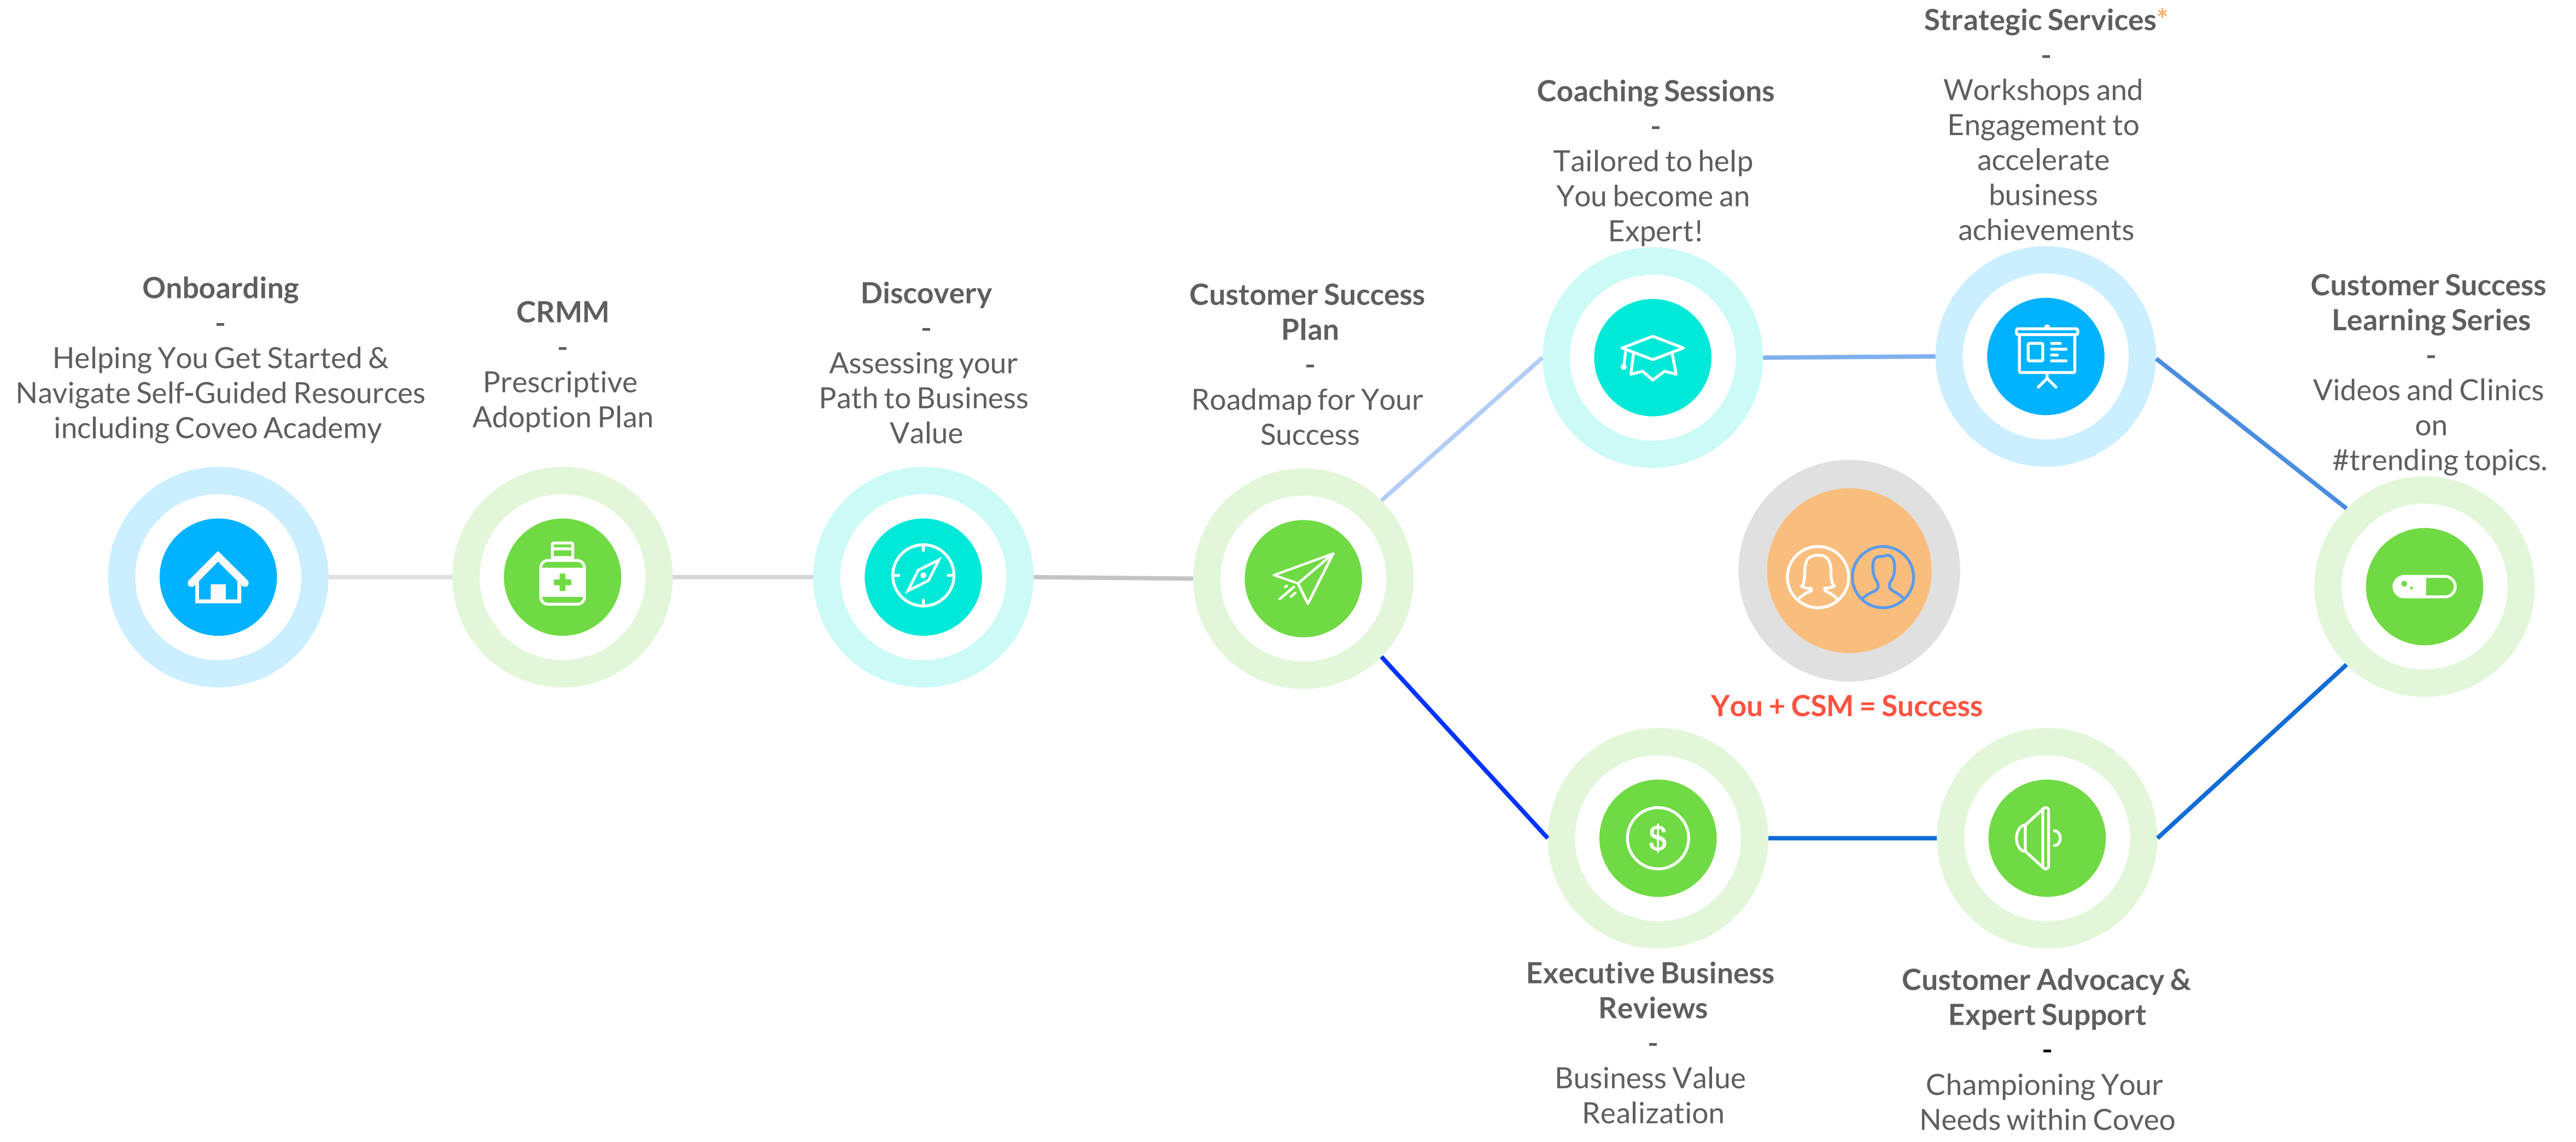 Onboarding
-
Helping You Get Started &
Navigate Self-Guided Resources
including Coveo Academy
CRMM
-
Prescriptive
Adoption Plan
Discovery
-
Assessing your
Path to Business
Value
Customer Success
Plan
-
Roadmap for Your
Success
Coaching Sessions
-
Tailored to help
You become an
Expert!
Strategic Services*
-
Workshops and
Engagement to
accelerate
business
achievements
Customer Success
Learning Series
-
Videos and Clinics
on
#trending topics.
You + CSM = Success
$
Executive Business
Reviews
-
Business Value
Realization
Customer Advocacy &
Expert Support
-
Championing Your
Needs within Coveo